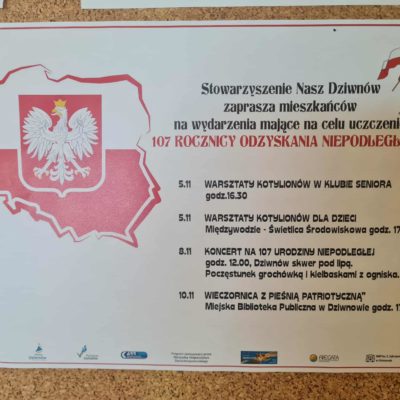 Stowarzyszenie Nasz Dziwnów
zaprasza mieszkańców
na wydarzenia mające na celu uczczenie
107 ROCZNICY ODZYSKANIA
5.11 WARSZTATY KOTYLIONÓW W KLUBIE SENIORA
godz.16.30
5.11 WARSZTATY KOTYLIONÓW DLA DZIECI
Międzywodzie - Świetlica Środowiskowa godz.
8.11 KONCERT NA 107 URODZINY NIEPODLEGŁEJ
godz. 12.00, Dziwnów skwer pod lipą.
Poczęstunek grochówką i kiełbaskami z ogniska.
10.11 WIECZORNICA Z PIEŚNIĄ PATRIOTYCZNĄ"
Miejska Biblioteka Publiczna w Dziwnowie godz.